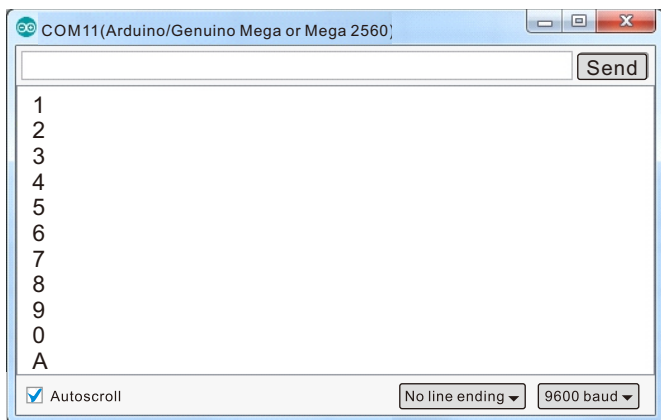 COM11(Arduino/Genuino Mega or Mega 2560)
Send
1
2
3
4
5
6
7
8
9
0
A
Autoscroll
No line ending
9600 baud